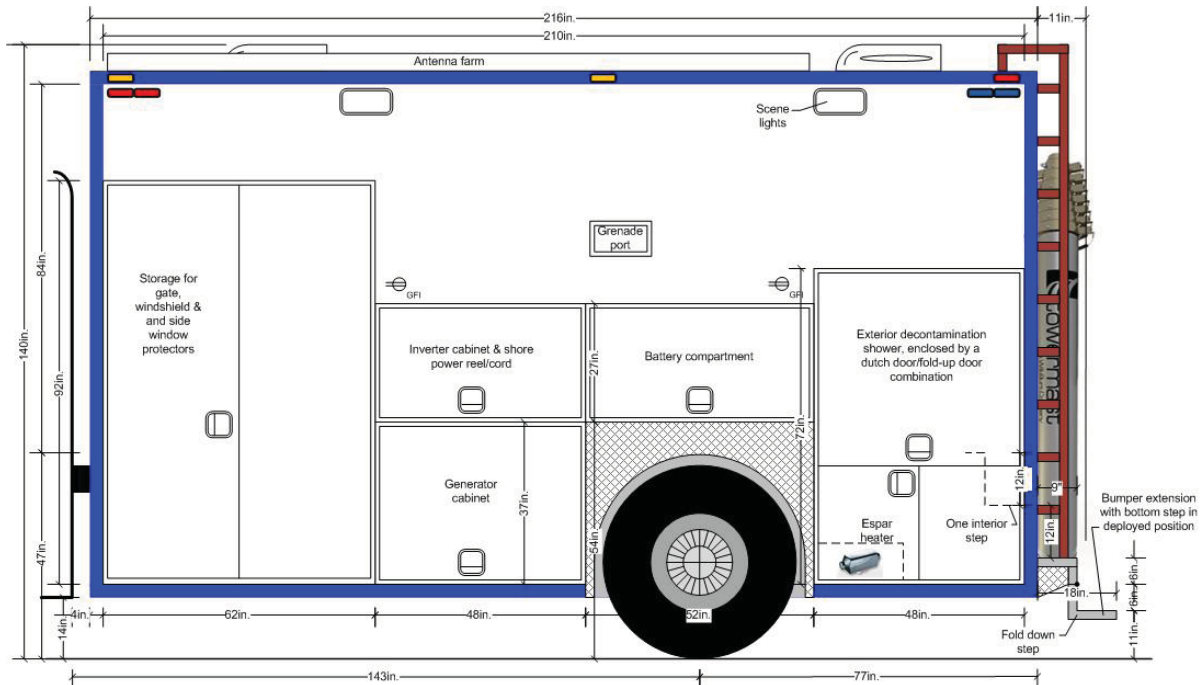 216in.
11in.
210in.
Antenna farm
Scene
lights
Grenade
port
Storage for
gate,
windshield &
and side
window
protectors
GFI
GFI
84in.
140in.
92in.
47in.
Inverter cabinet & shore
power reel/cord
Battery compartment
27in.
72in.
Exterior decontamination
shower, enclosed by a
dutch door/fold-up door
combination
Generator
cabinet
37in.
54in.
12in.
9"
Espar
heater
One interior
step
12in.
Bumper extension
with bottom step in
deployed position
6in.
6in.
18in.
11in.
Fold down
step
4in.
14in.
62in.
48in.
52in.
48in.
143in.
77in.